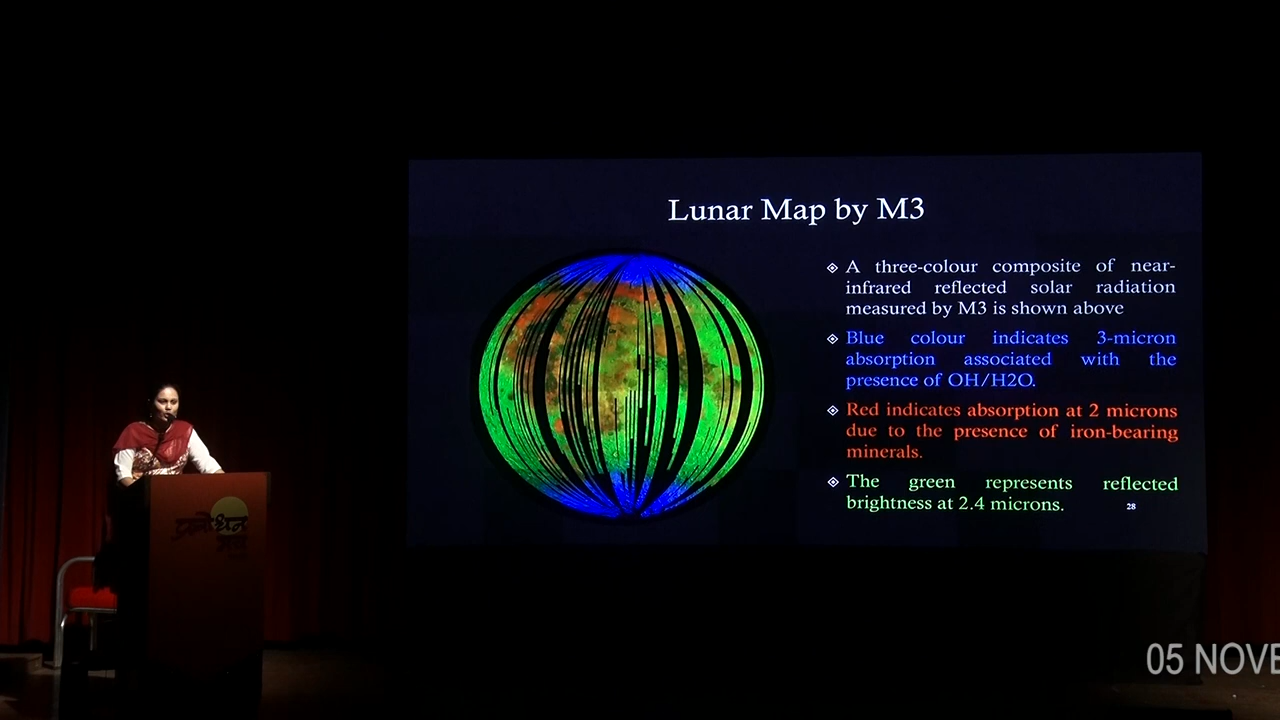 Lunar Map by M3
A three-colour composite of near-
infrared reflected solar radiation
measured by M3 is shown above
Blue colour indicates 3-micron
absorption associated with the
presence of OH/H2O.
Red indicates absorption at 2 microns
due to the presence of iron-bearing
minerals.
The green represents reflected
brightness at 2.4 microns.
28
प्रबोधन
05 NOVE